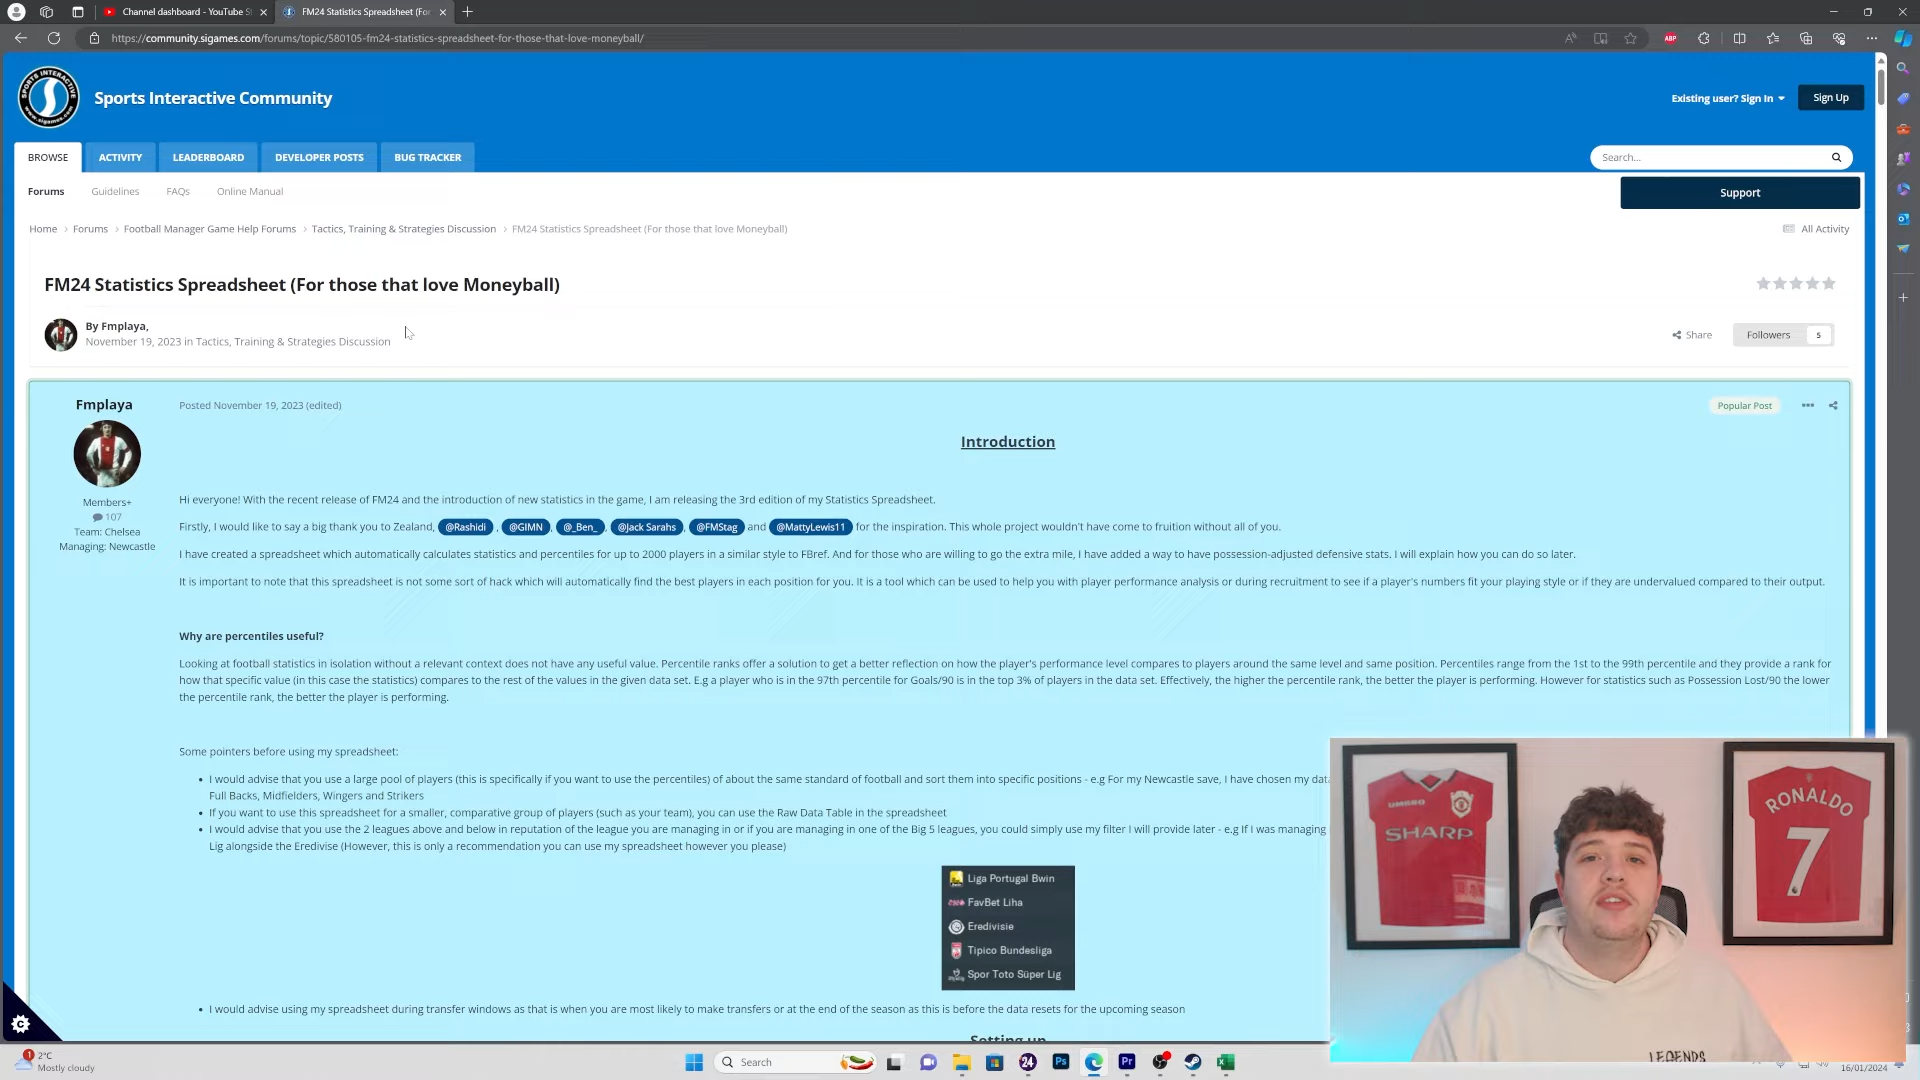 Channel dashboard - YouTube S
FM24 Statistics Spreadsheet (For
https://community.sigames.com/forums/topic/580105-fm24-statistics-spreadsheet-for-those-that-love-moneyball/
ABP
SPORTS INTERACTIVE
Sports Interactive Community
Existing user? Sign In
Sign Up
BROWSE
ACTIVITY
LEADERBOARD
DEVELOPER POSTS
BUG TRACKER
Search...
Forums
Guidelines
FAQs
Online Manual
Support
Home > Forums > Football Manager Game Help Forums > Tactics, Training & Strategies Discussion > FM24 Statistics Spreadsheet (For those that love Moneyball)
All Activity
FM24 Statistics Spreadsheet (For those that love Moneyball)
By Fmplaya,
November 19, 2023 in Tactics, Training & Strategies Discussion
Share
Followers 5
Fmplaya
Members+
107
Team: Chelsea
Managing: Newcastle
Posted November 19, 2023 (edited)
Popular Post
Introduction
Hi everyone! With the recent release of FM24 and the introduction of new statistics in the game, I am releasing the 3rd edition of my Statistics Spreadsheet.
Firstly, I would like to say a big thank you to Zealand, @Rashidi , @GIMN, @_Ben_, @Jack Sarahs, @FMStag and @MattyLewis11 for the inspiration. This whole project wouldn't have come to fruition without all of you.
I have created a spreadsheet which automatically calculates statistics and percentiles for up to 2000 players in a similar style to FBref. And for those who are willing to go the extra mile, I have added a way to have possession-adjusted defensive stats. I will explain how you can do so later.
It is important to note that this spreadsheet is not some sort of hack which will automatically find the best players in each position for you. It is a tool which can be used to help you with player performance analysis or during recruitment to see if a player's numbers fit your playing style or if they are undervalued compared to their output.
Why are percentiles useful?
Looking at football statistics in isolation without a relevant context does not have any useful value. Percentile ranks offer a solution to get a better reflection on how the player's performance level compares to players around the same level and same position. Percentiles range from the 1st to the 99th percentile and they provide a rank for
how that specific value (in this case the statistics) compares to the rest of the values in the given data set. E.g a player who is in the 97th percentile for Goals/90 is in the top 3% of players in the data set. Effectively, the higher the percentile rank, the better the player is performing. However for statistics such as Possession Lost/90 the lower
the percentile rank, the better the player is performing.
Some pointers before using my spreadsheet:
• I would advise that you use a large pool of players (this is specifically if you want to use the percentiles) of about the same standard of football and sort them into specific positions - e.g For my Newcastle save, I have chosen my data
Full Backs, Midfielders, Wingers and Strikers
• If you want to use this spreadsheet for a smaller, comparative group of players (such as your team), you can use the Raw Data Table in the spreadsheet
• I would advise that you use the 2 leagues above and below in reputation of the league you are managing in or if you are managing in one of the Big 5 leagues, you could simply use my filter I will provide later - e.g If I was managing
Lig alongside the Eredivise (However, this is only a recommendation you can use my spreadsheet however you please)
Liga Portugal Bwin
FavBet Liha
Eredivisie
Tipico Bundesliga
Spor Toto Süper Lig
• I would advise using my spreadsheet during transfer windows as that is when you are most likely to make transfers or at the end of the season as this is before the data resets for the upcoming season
Setting up
UMBRO
SHARP
RONALDO
7
LEGENDS
1
2°C
Mostly cloudy
Search
24
Ps
Pr
16/01/2024